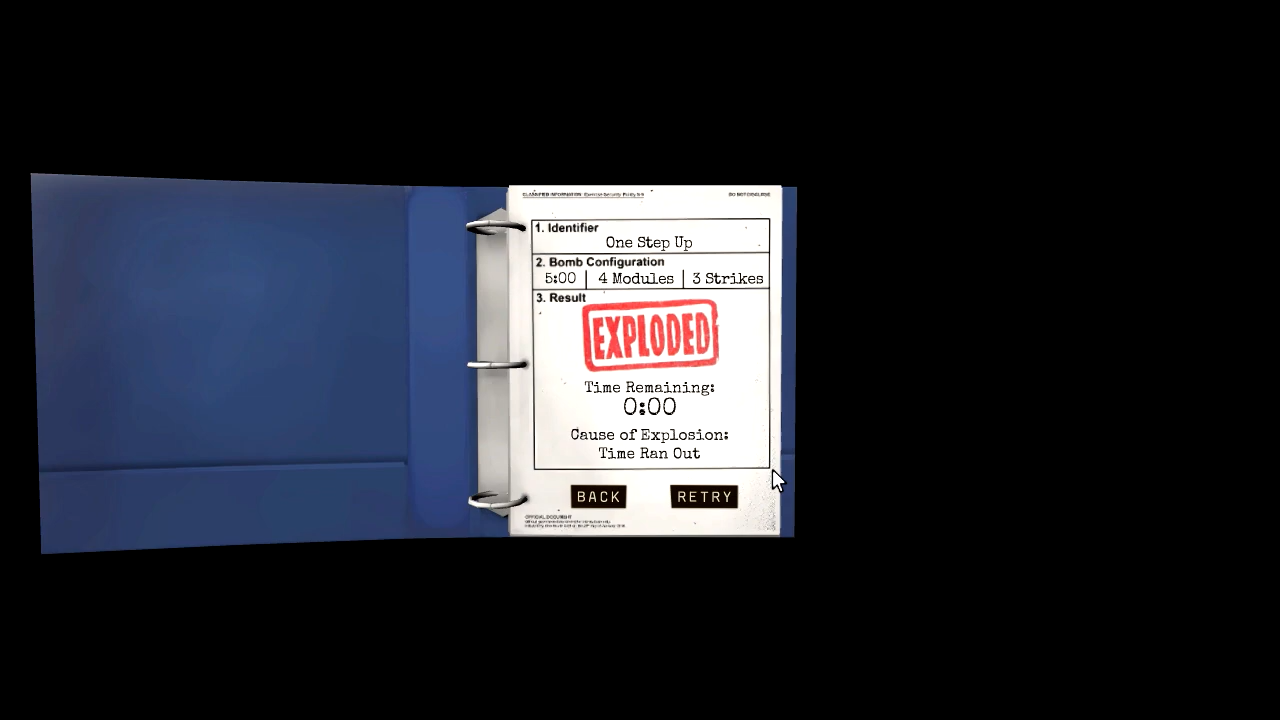 CLASSIFIED INFORMATION:
DO NOT DISCLOSE
1. Identifier
One Step Up
2. Bomb Configuration
5:00 | 4 Modules | 3 Strikes
3. Result
EXPLODED
Time Remaining:
0:00
Cause of Explosion:
Time Ran Out
BACK RETRY
OFFICIAL DOCUMENT